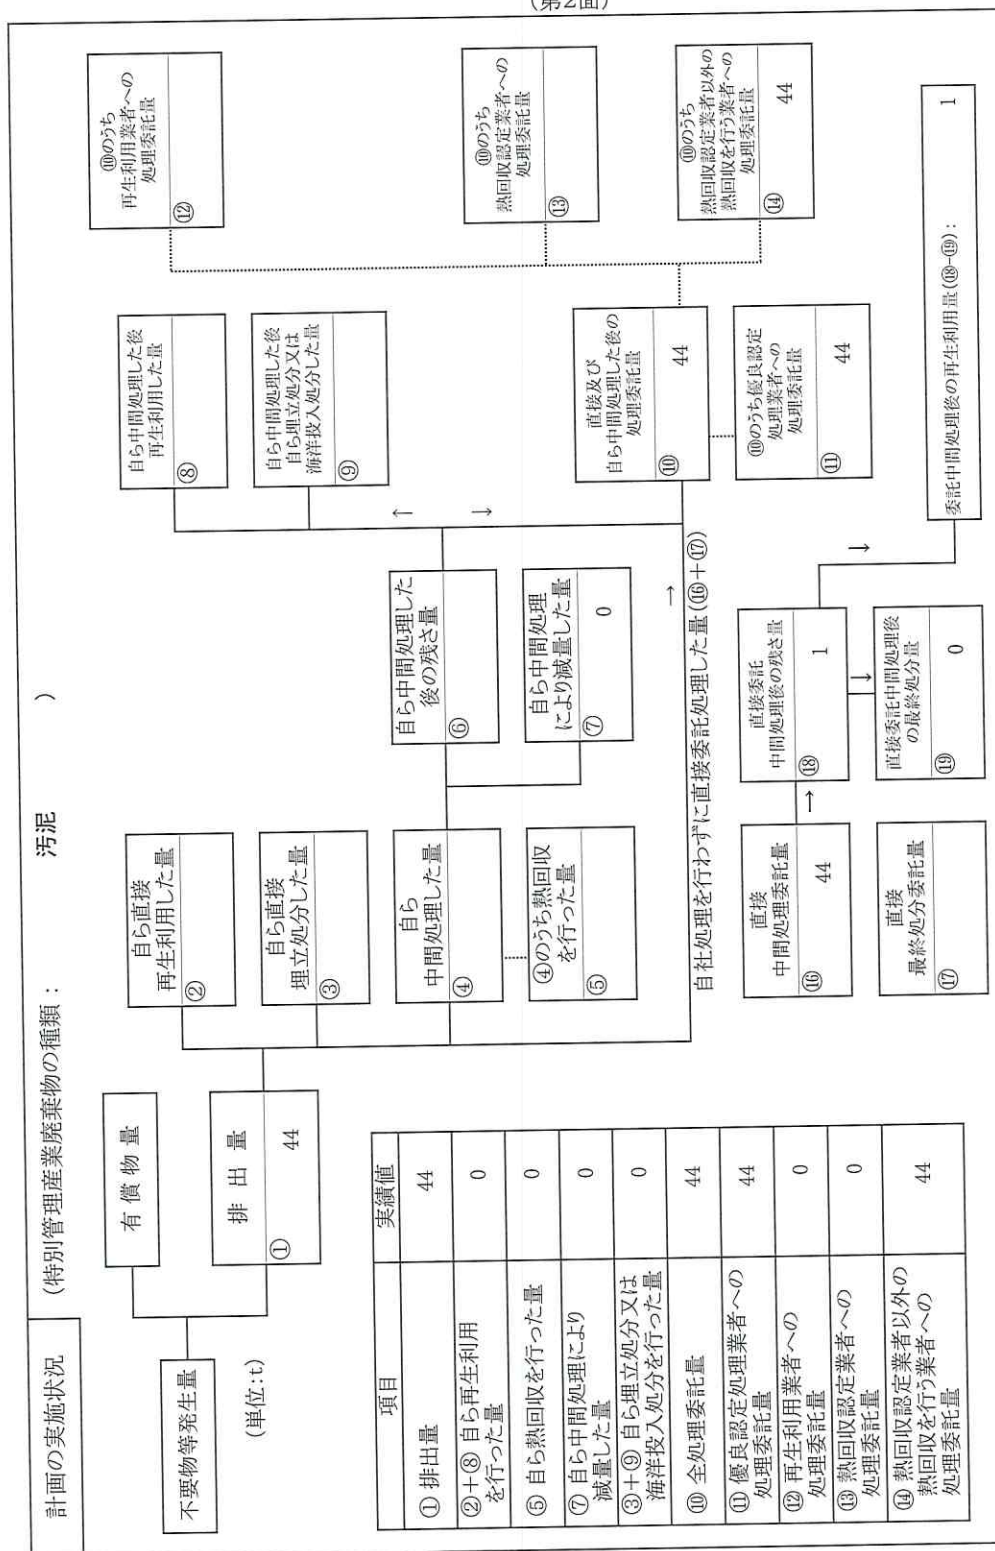 (第2面)
計画の実施状況
(特別管理産業廃棄物の種類：　汚泥　)
不要物等発生量
(単位:t)
有 償 物 量
排 出 量
① 44
自ら直接
再生利用した量
②
自ら直接
埋立処分した量
③
自ら
中間処理した量
④
④のうち熱回収
を行った量
⑤
自ら中間処理した
後の残さ量
⑥
自ら中間処理
により減量した量
⑦ 0
自ら中間処理した後
再生利用した量
⑧
自ら中間処理した後
自ら埋立処分又は
海洋投入処分した量
⑨
↑
↓
→
自社処理を行わずに直接委託処理した量(⑯+⑰)
直接及び
自ら中間処理した後の
処理委託量
⑩ 44
⑩のうち優良認定
処理業者への
処理委託量
⑪ 44
⑩のうち
再生利用業者への
処理委託量
⑫
⑩のうち
熱回収認定業者への
処理委託量
⑬
⑩のうち
熱回収認定業者以外の
熱回収を行う業者への
処理委託量
⑭ 44
直接
中間処理委託量
⑯ 44
→
直接
最終処分委託量
⑰
直接委託
中間処理後の残さ量
⑱ 1
↓
直接委託中間処理後
の最終処分量
⑲ 0
↓
委託中間処理後の再生利用量(⑱-⑲)： 1
項目 実績値
① 排出量 44
②+⑧ 自ら再生利用
を行った量 0
⑤ 自ら熱回収を行った量 0
⑦ 自ら中間処理により
減量した量 0
③+⑨ 自ら埋立処分又は
海洋投入処分を行った量 0
⑩ 全処理委託量 44
⑪ 優良認定処理業者への
処理委託量 44
⑫ 再生利用業者への
処理委託量 0
⑬ 熱回収認定業者への
処理委託量 0
⑭ 熱回収認定業者以外の
熱回収を行う業者への
処理委託量 44